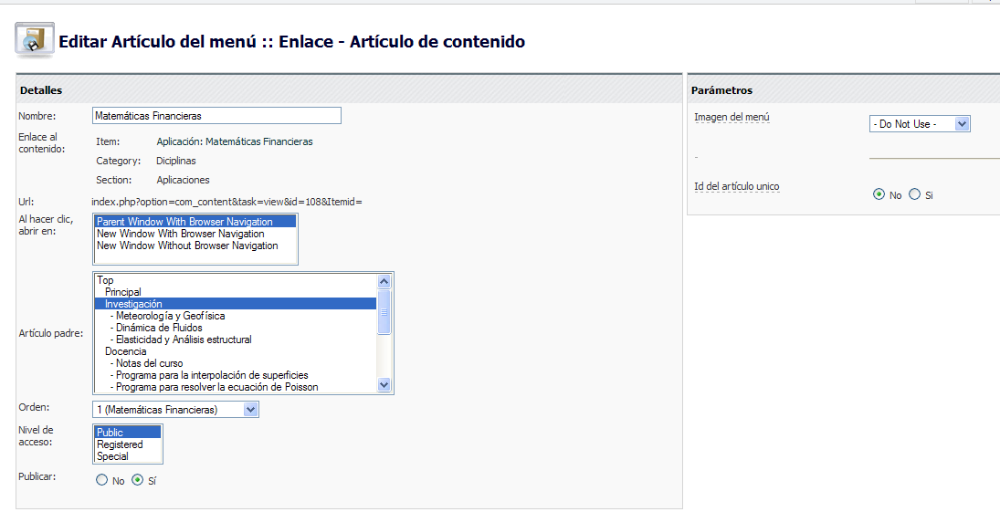 Editar Artículo del menú :: Enlace - Artículo de contenido
Detalles
Nombre: Matemáticas Financieras
Enlace al contenido:
Item: Aplicación: Matemáticas Financieras
Category: Diciplinas
Section: Aplicaciones
Url: index.php?option=com_content&task=view&id=108&Itemid=
Al hacer clic, abrir en:
Parent Window With Browser Navigation
New Window With Browser Navigation
New Window Without Browser Navigation
Artículo padre:
Top
Principal
Investigación
- Meteorología y Geofísica
- Dinámica de Fluidos
- Elasticidad y Análisis estructural
Docencia
- Notas del curso
- Programa para la interpolación de superficies
- Programa para resolver la ecuación de Poisson
Orden: 1 (Matemáticas Financieras)
Nivel de acceso:
Public
Registered
Special
Publicar: No Sí
Parámetros
Imagen del menú - Do Not Use -
-
Id del artículo unico No Si